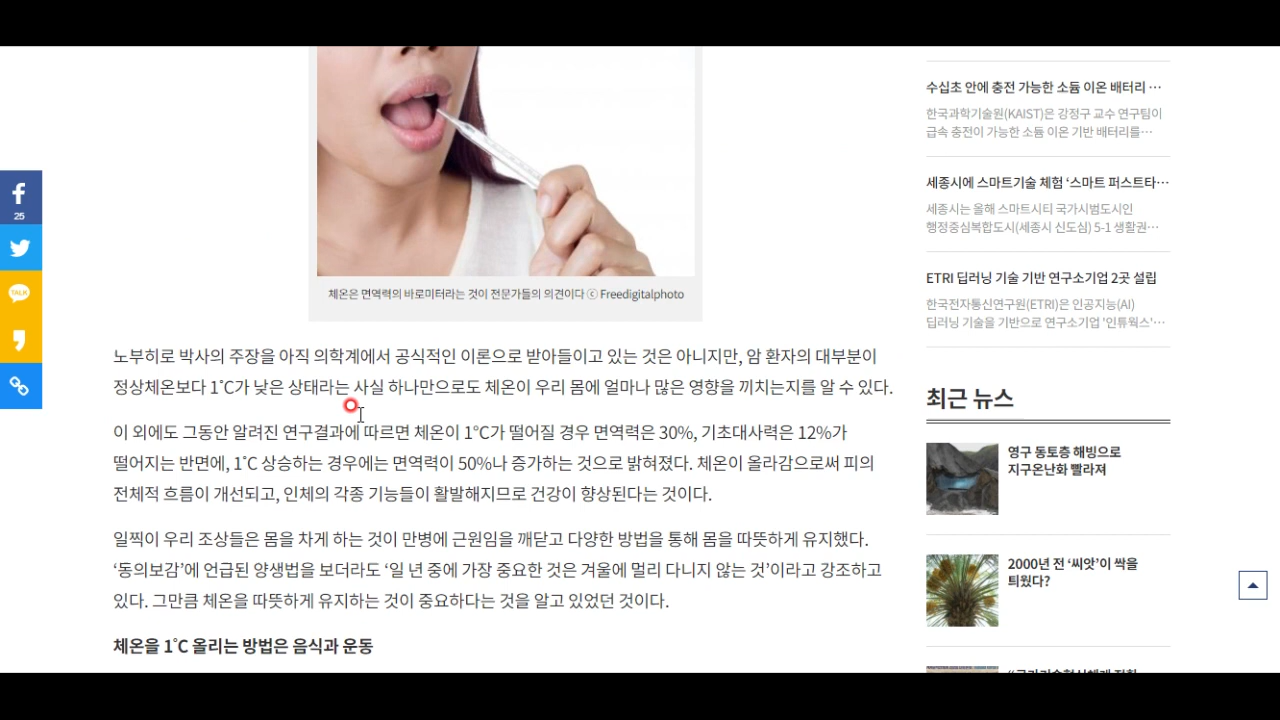 25
TALK
체온은 면역력의 바로미터라는 것이 전문가들의 의견이다 ⓒ Freedigitalphoto
노부히로 박사의 주장을 아직 의학계에서 공식적인 이론으로 받아들이고 있는 것은 아니지만, 암 환자의 대부분이
정상체온보다 1˚C가 낮은 상태라는 사실 하나만으로도 체온이 우리 몸에 얼마나 많은 영향을 끼치는지를 알 수 있다.
이 외에도 그동안 알려진 연구결과에 따르면 체온이 1°C가 떨어질 경우 면역력은 30%, 기초대사력은 12%가
떨어지는 반면에, 1˚C 상승하는 경우에는 면역력이 50%나 증가하는 것으로 밝혀졌다. 체온이 올라감으로써 피의
전체적 흐름이 개선되고, 인체의 각종 기능들이 활발해지므로 건강이 향상된다는 것이다.
일찍이 우리 조상들은 몸을 차게 하는 것이 만병에 근원임을 깨닫고 다양한 방법을 통해 몸을 따뜻하게 유지했다.
‘동의보감’에 언급된 양생법을 보더라도 ‘일 년 중에 가장 중요한 것은 겨울에 멀리 다니지 않는 것’이라고 강조하고
있다. 그만큼 체온을 따뜻하게 유지하는 것이 중요하다는 것을 알고 있었던 것이다.
체온을 1˚C 올리는 방법은 음식과 운동
수십초 안에 충전 가능한 소듐 이온 배터리 …
한국과학기술원(KAIST)은 강정구 교수 연구팀이
급속 충전이 가능한 소듐 이온 기반 배터리를…
세종시에 스마트기술 체험 ‘스마트 퍼스트타…
세종시는 올해 스마트시티 국가시범도시인
행정중심복합도시(세종시 신도심) 5-1 생활권…
ETRI 딥러닝 기술 기반 연구소기업 2곳 설립
한국전자통신연구원(ETRI)은 인공지능(AI)
딥러닝 기술을 기반으로 연구소기업 '인튜웍스'…
최근 뉴스
영구 동토층 해빙으로
지구온난화 빨라져
2000년 전 ‘씨앗’이 싹을
틔웠다?